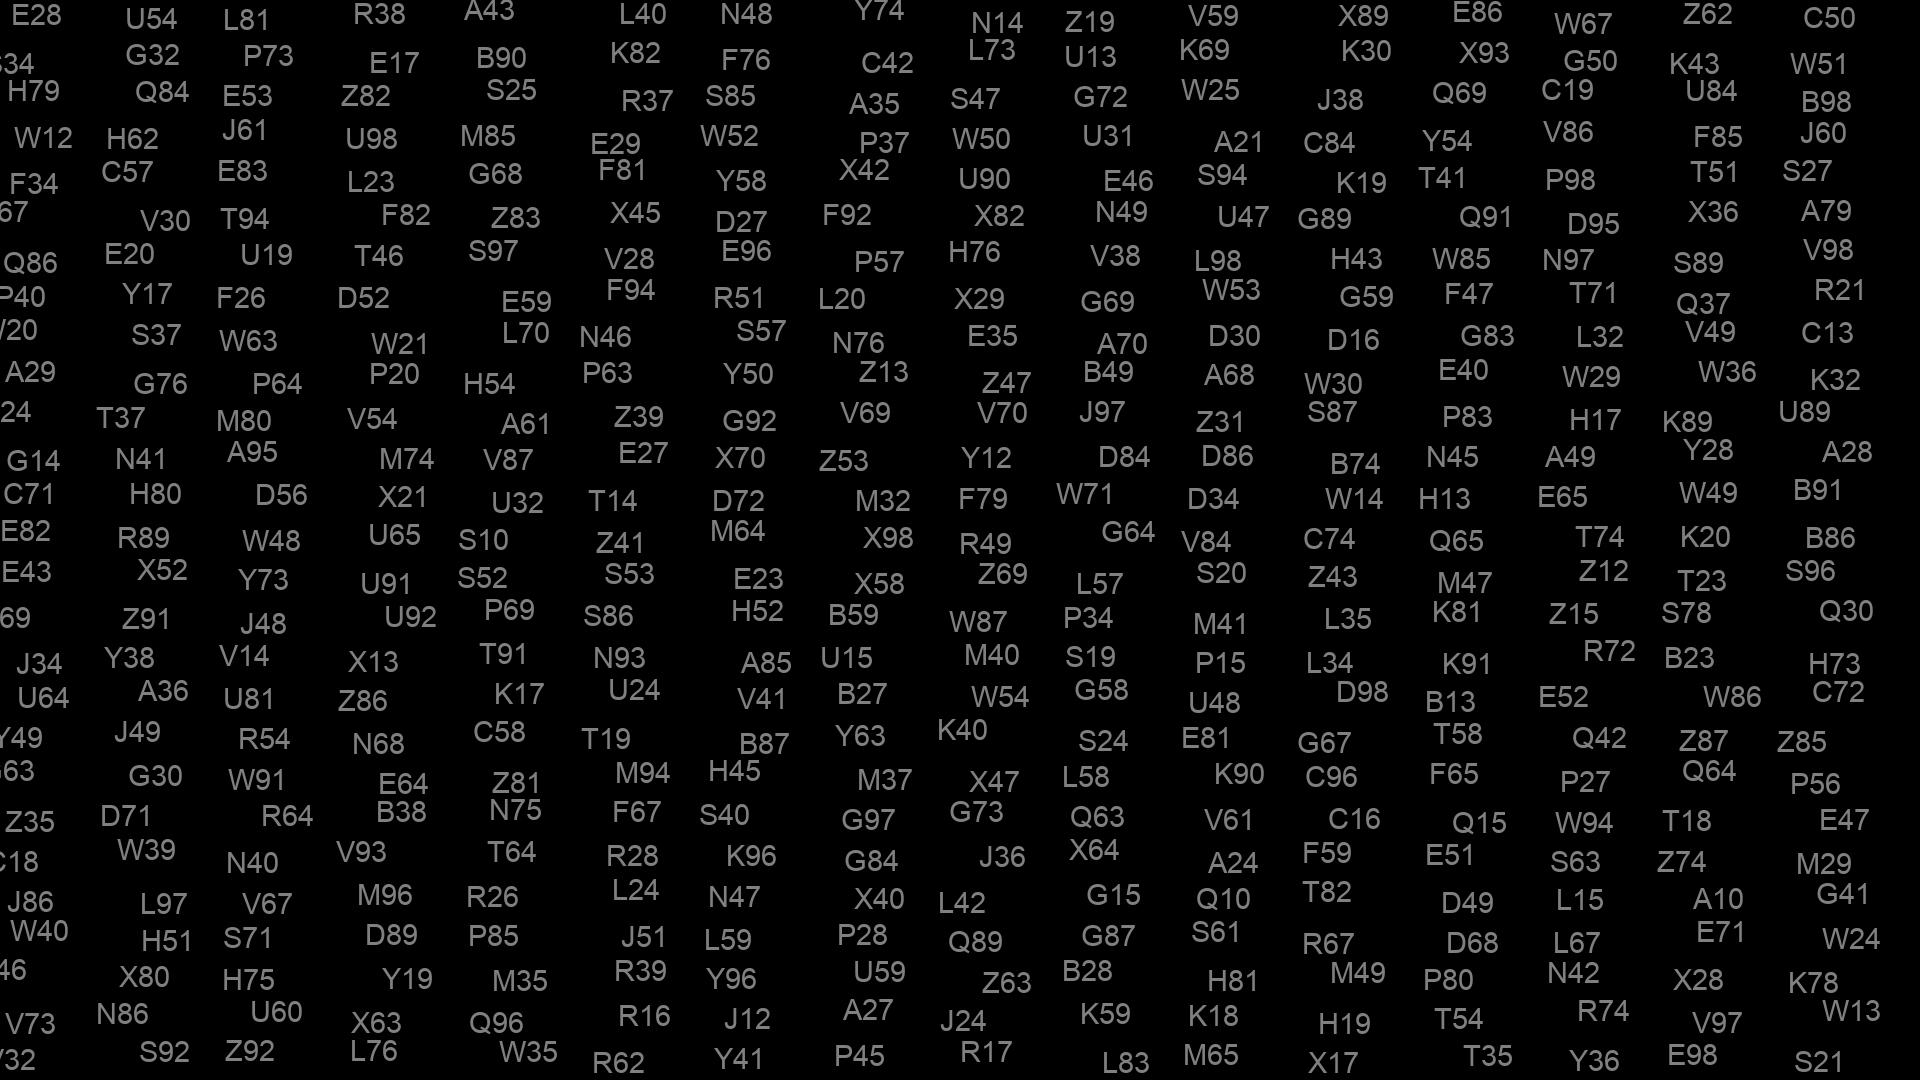 E28 U54 L81 R38 A43 L40 N48 Y74 N14 Z19 V59 X89 E86 W67 Z62 C50
34 G32 P73 E17 B90 K82 F76 C42 L73 U13 K69 K30 X93 G50 K43 W51
H79 Q84 E53 Z82 S25 R37 S85 A35 S47 G72 W25 J38 Q69 C19 U84 B98
W12 H62 J61 U98 M85 E29 W52 P37 W50 U31 A21 C84 Y54 V86 F85 J60
F34 C57 E83 L23 G68 F81 Y58 X42 U90 E46 S94 K19 T41 P98 T51 S27
67 V30 T94 F82 Z83 X45 D27 F92 X82 N49 U47 G89 Q91 D95 X36 A79
Q86 E20 U19 T46 S97 V28 E96 P57 H76 V38 L98 H43 W85 N97 S89 V98
P40 Y17 F26 D52 E59 F94 R51 L20 X29 G69 W53 G59 F47 T71 Q37 R21
20 S37 W63 W21 L70 N46 S57 N76 E35 A70 D30 D16 G83 L32 V49 C13
A29 G76 P64 P20 H54 P63 Y50 Z13 Z47 B49 A68 W30 E40 W29 W36 K32
24 T37 M80 V54 A61 Z39 G92 V69 V70 J97 Z31 S87 P83 H17 K89 U89
G14 N41 A95 M74 V87 E27 X70 Z53 Y12 D84 D86 B74 N45 A49 Y28 A28
C71 H80 D56 X21 U32 T14 D72 M32 F79 W71 D34 W14 H13 E65 W49 B91
E82 R89 W48 U65 S10 Z41 M64 X98 R49 G64 V84 C74 Q65 T74 K20 B86
E43 X52 Y73 U91 S52 S53 E23 X58 Z69 L57 S20 Z43 M47 Z12 T23 S96
69 Z91 J48 U92 P69 S86 H52 B59 W87 P34 M41 L35 K81 Z15 S78 Q30
J34 Y38 V14 X13 T91 N93 A85 U15 M40 S19 P15 L34 K91 R72 B23 H73
U64 A36 U81 Z86 K17 U24 V41 B27 W54 G58 U48 D98 B13 E52 W86 C72
Y49 J49 R54 N68 C58 T19 B87 Y63 K40 S24 E81 G67 T58 Q42 Z87 Z85
63 G30 W91 E64 Z81 M94 H45 M37 X47 L58 K90 C96 F65 P27 Q64 P56
Z35 D71 R64 B38 N75 F67 S40 G97 G73 Q63 V61 C16 Q15 W94 T18 E47
C18 W39 N40 V93 T64 R28 K96 G84 J36 X64 A24 F59 E51 S63 Z74 M29
J86 L97 V67 M96 R26 L24 N47 X40 L42 G15 Q10 T82 D49 L15 A10 G41
W40 H51 S71 D89 P85 J51 L59 P28 Q89 G87 S61 R67 D68 L67 E71 W24
46 X80 H75 Y19 M35 R39 Y96 U59 Z63 B28 H81 M49 P80 N42 X28 K78
V73 N86 U60 X63 Q96 R16 J12 A27 J24 K59 K18 H19 T54 R74 V97 W13
32 S92 Z92 L76 W35 R62 Y41 P45 R17 L83 M65 X17 T35 Y36 E98 S21